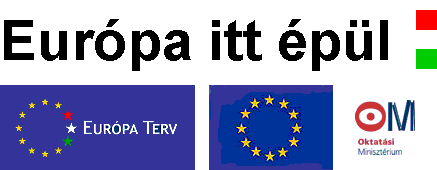 Európa itt épül
EURÓPA TERV
OM
Oktatási
Minisztérium